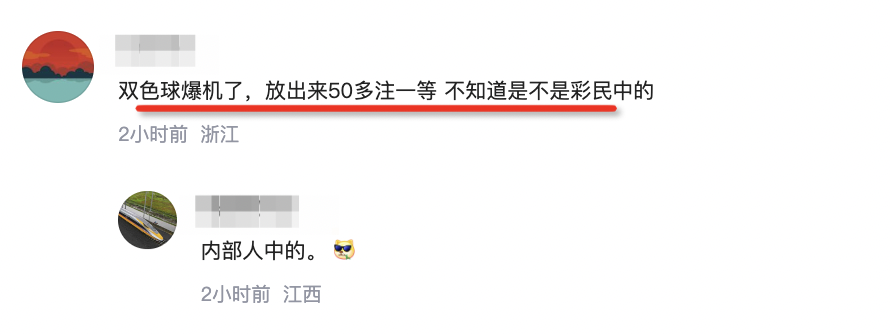 双色球爆机了，放出来50多注一等 不知道是不是彩民中的
2小时前 浙江
内部人中的。
2小时前 江西